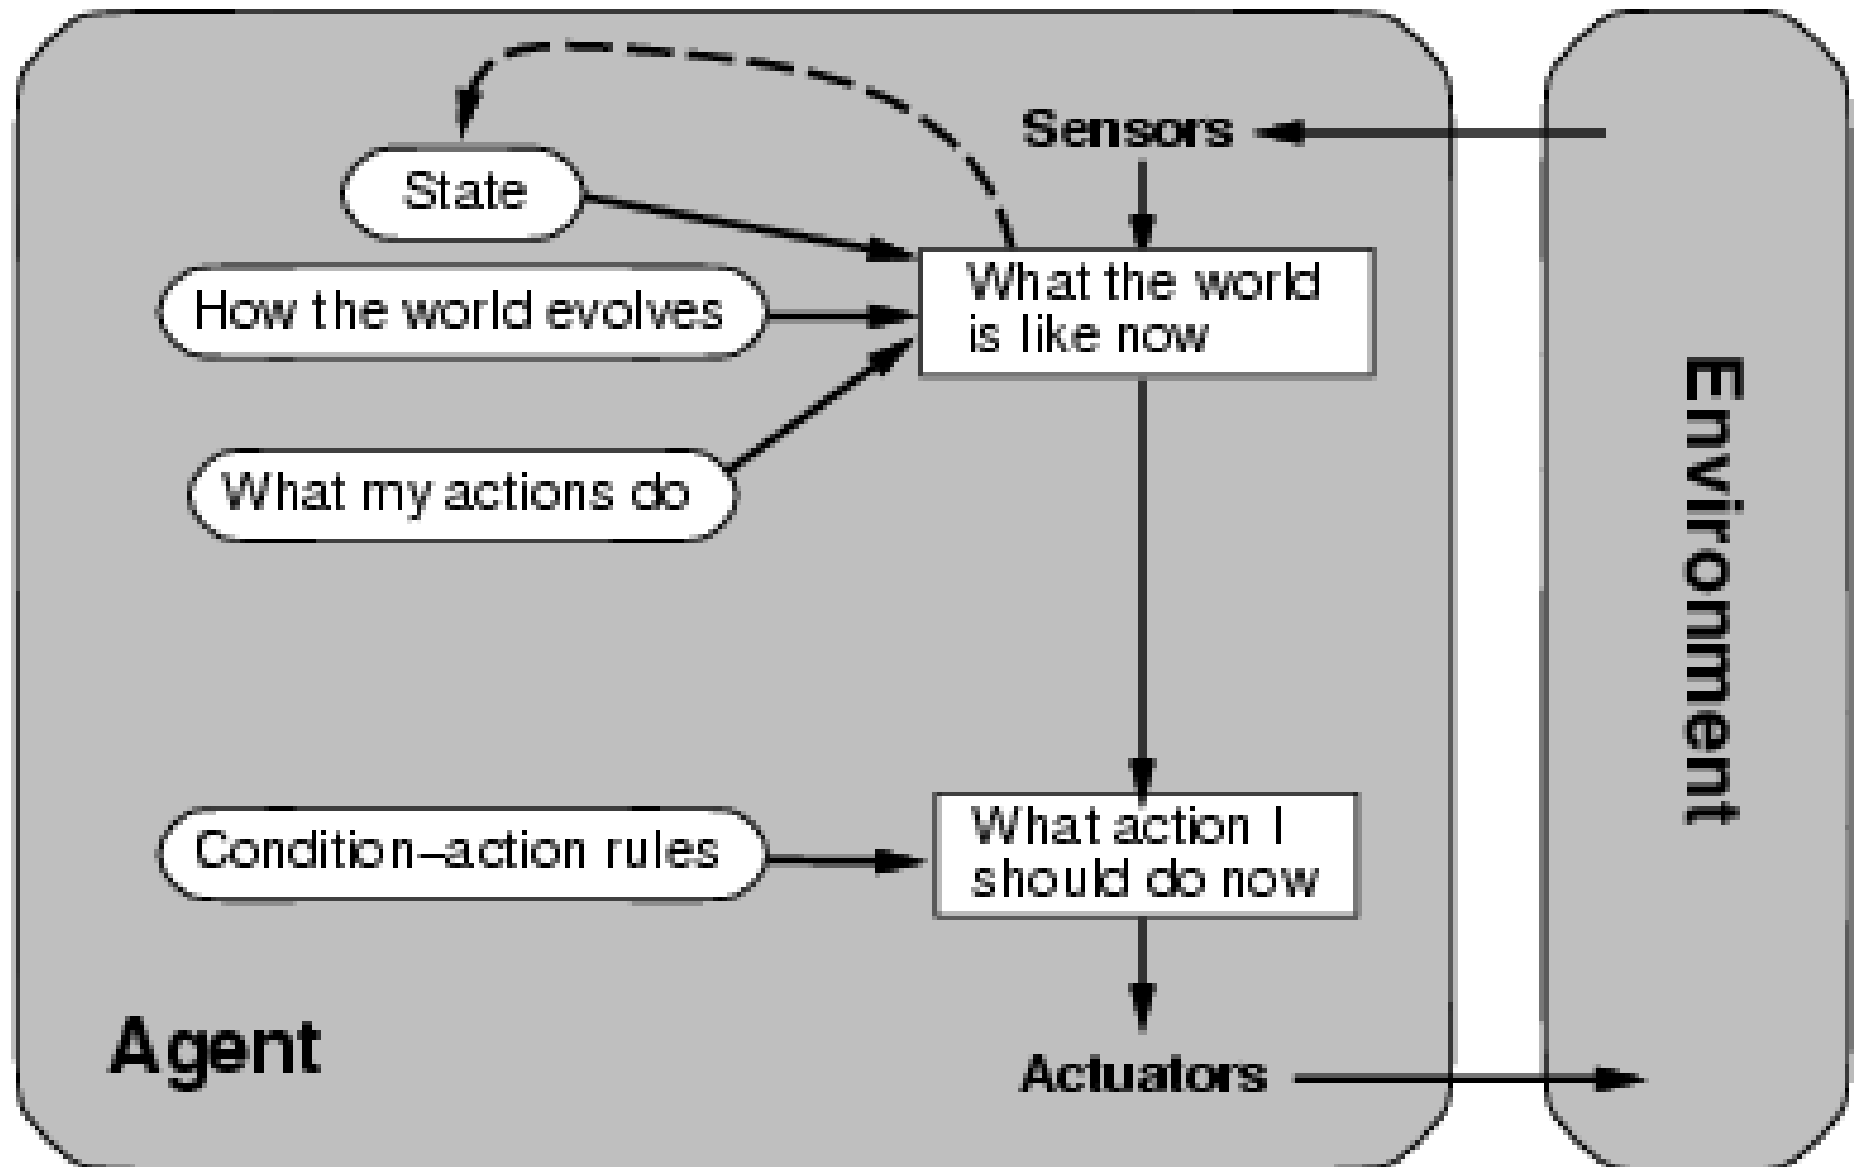 Sensors
State
What the world
is like now
How the world evolves
What my actions do
Environment
Condition–action rules
What action I
should do now
Agent
Actuators